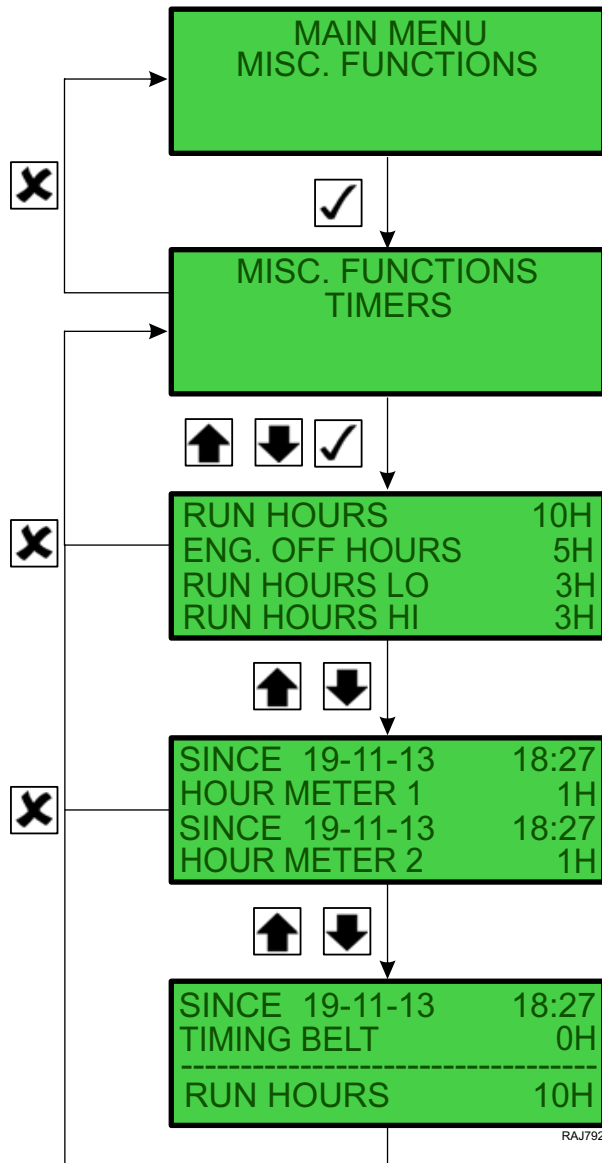 MAIN MENU
MISC. FUNCTIONS
MISC. FUNCTIONS
TIMERS
RUN HOURS 10H
ENG. OFF HOURS 5H
RUN HOURS LO 3H
RUN HOURS HI 3H
SINCE 19-11-13 18:27
HOUR METER 1 1H
SINCE 19-11-13 18:27
HOUR METER 2 1H
SINCE 19-11-13 18:27
TIMING BELT 0H
-----------------------------------
RUN HOURS 10H
RAJ792